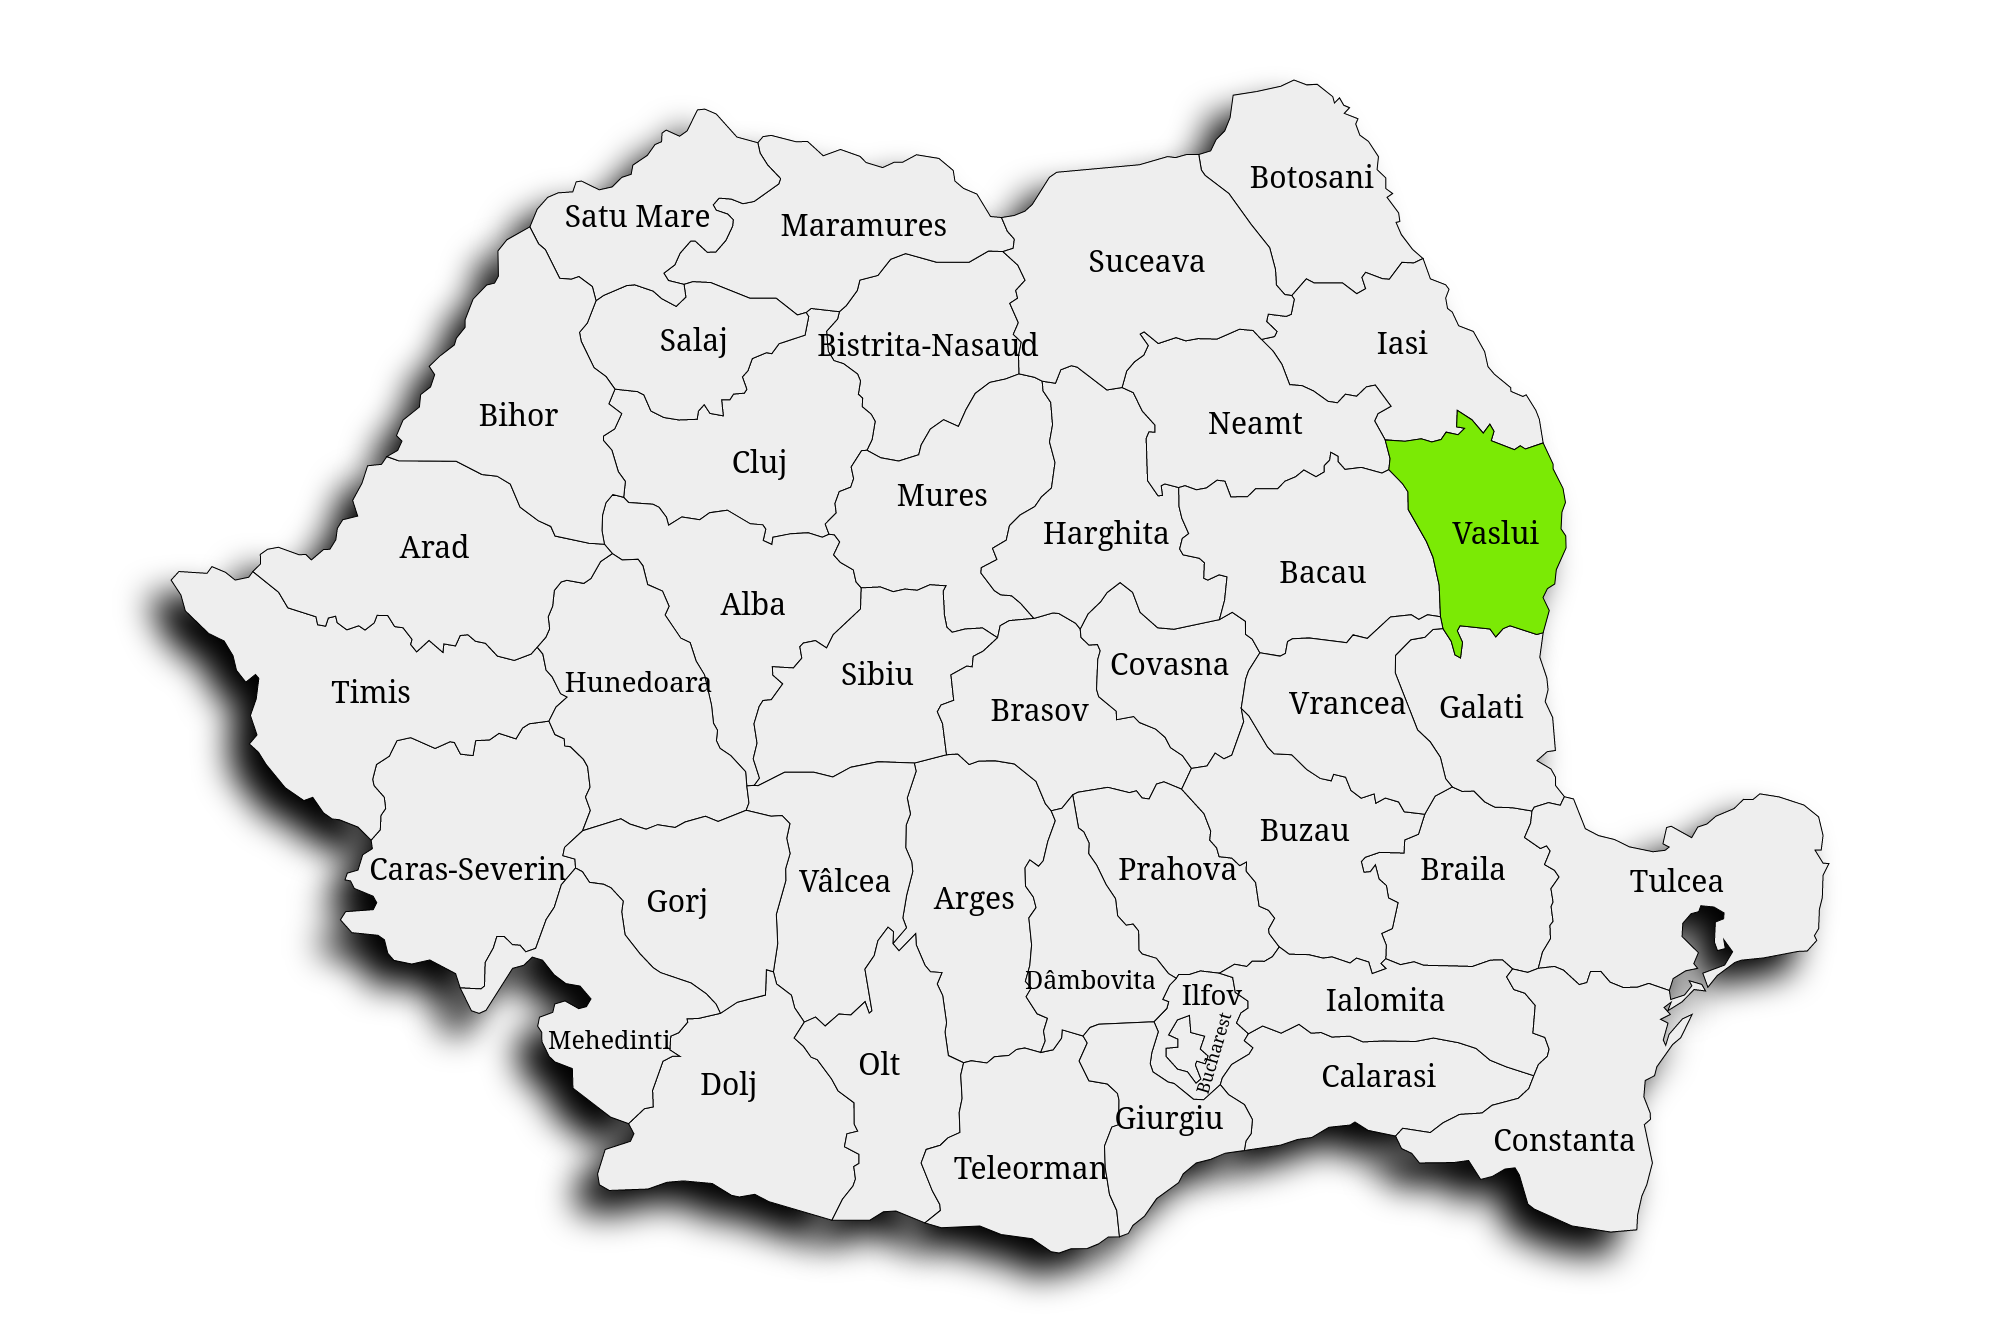 Botosani
Satu Mare
Maramures
Suceava
Salaj
Bistrita-Nasaud
Iasi
Bihor
Neamt
Cluj
Mures
Arad
Harghita
Vaslui
Bacau
Alba
Timis
Hunedoara
Sibiu
Covasna
Brasov
Vrancea
Galati
Caras-Severin
Gorj
Vâlcea
Arges
Prahova
Buzau
Braila
Tulcea
Dâmbovita
Ilfov
Ialomita
Mehedinti
Bucharest
Dolj
Olt
Calarasi
Giurgiu
Teleorman
Constanta